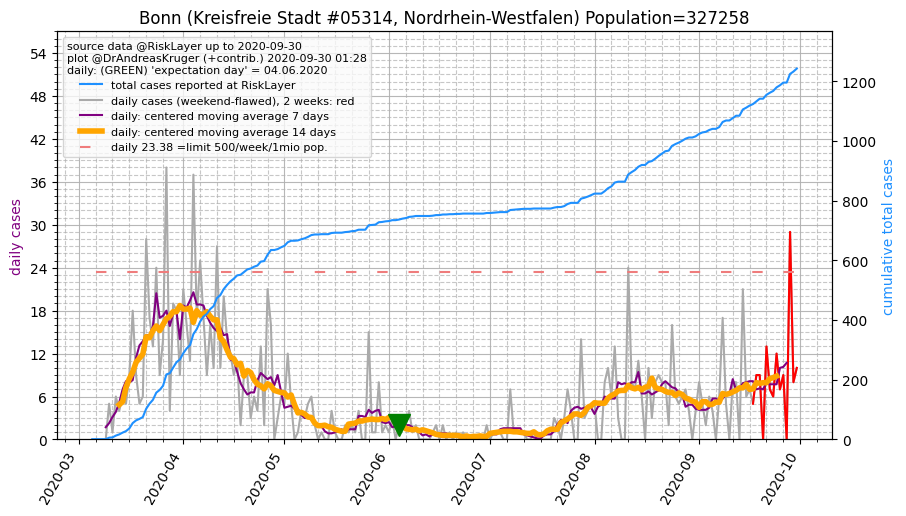 Bonn (Kreisfreie Stadt #05314, Nordrhein-Westfalen) Population=327258
source data @RiskLayer up to 2020-09-30
plot @DrAndreasKruger (+contrib.) 2020-09-30 01:28
daily: (GREEN) 'expectation day' = 04.06.2020
total cases reported at RiskLayer
daily cases (weekend-flawed), 2 weeks: red
daily: centered moving average 7 days
daily: centered moving average 14 days
daily 23.38 =limit 500/week/1mio pop.
daily cases
54
48
42
36
30
24
18
12
6
0
cumulative total cases
1200
1000
800
600
400
200
0
2020-03
2020-04
2020-05
2020-06
2020-07
2020-08
2020-09
2020-10